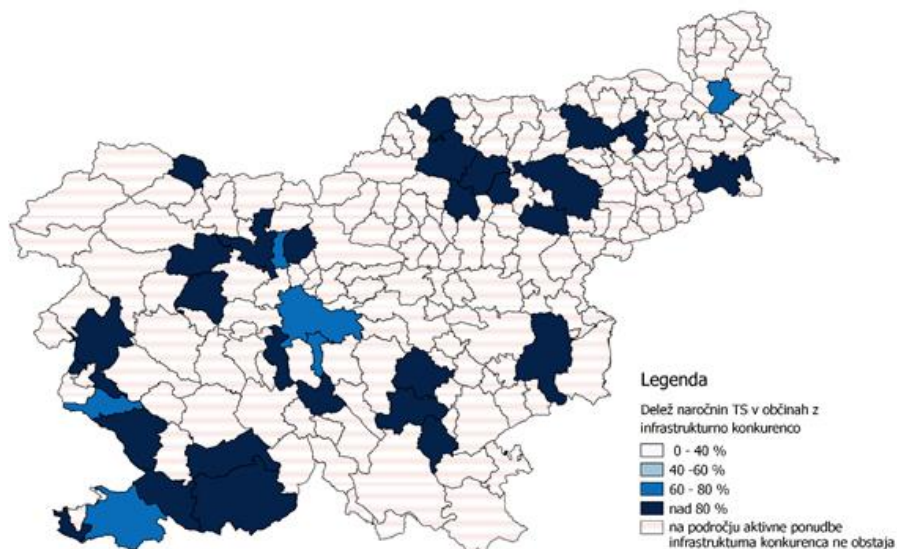 Legenda
Delež naročnin TS v občinah z
infrastrukturno konkurenco
0 - 40 %
40 -60 %
60 - 80 %
nad 80 %
na področju aktivne ponudbe
infrastrukturna konkurenca ne obstaja